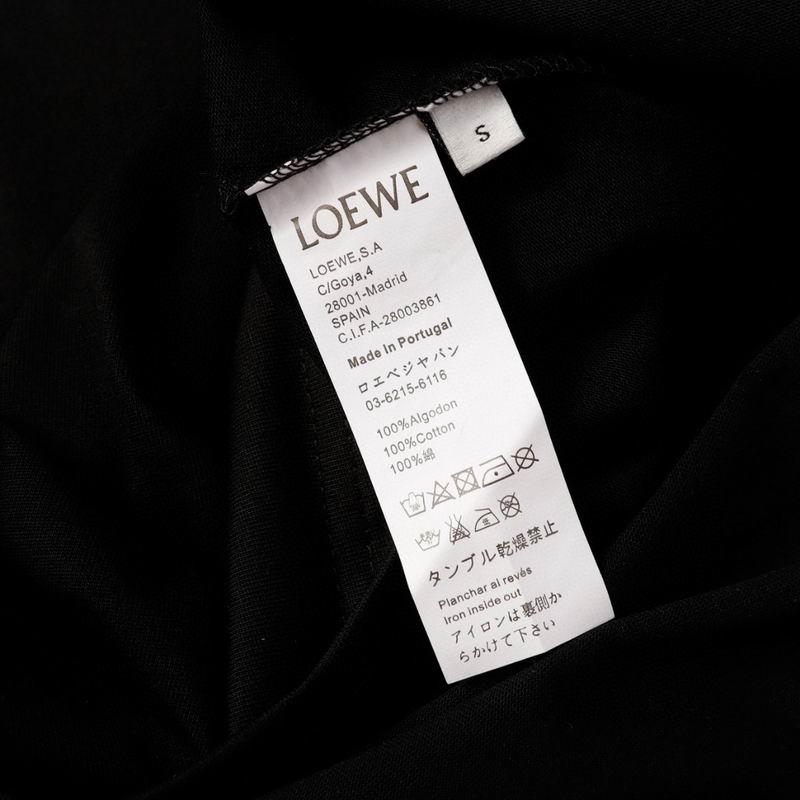 S
LOEWE
LOEWE,S.A
C/Goya,4
28001-Madrid
SPAIN
C.I.F.A-28003861
Made In Portugal
ロエベジャパン
03-6215-6116
100%Algodon
100%Cotton
100%綿
タンブル乾燥禁止
Planchar al revés
Iron inside out
アイロンは裏側か
らかけて下さい